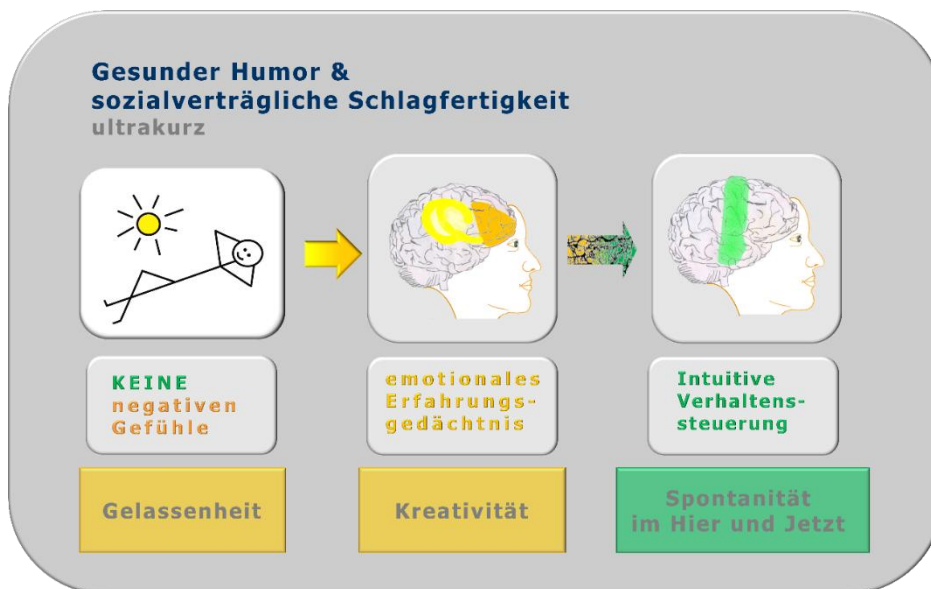 Gesunder Humor &
sozialverträgliche Schlagfertigkeit
ultrakurz
KEINE
negativen
Gefühle
emotionales
Erfahrungs-
gedächtnis
Intuitive
Verhaltens-
steuerung
Gelassenheit
Kreativität
Spontanität
im Hier und Jetzt